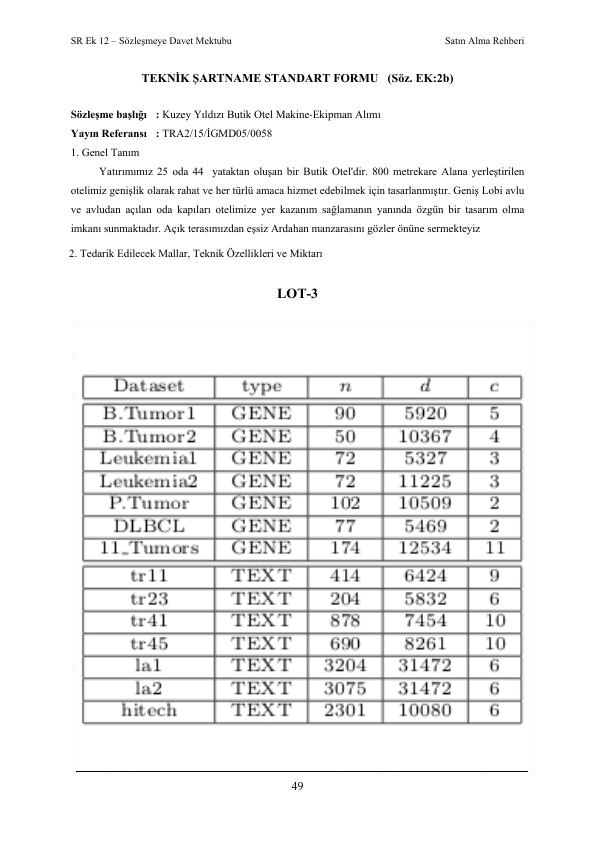 SR Ek 12 – Sözleşmeye Davet Mektubu Satın Alma Rehberi
TEKNİK ŞARTNAME STANDART FORMU (Söz. EK:2b)
Sözleşme başlığı : Kuzey Yıldızı Butik Otel Makine-Ekipman Alımı
Yayın Referansı : TRA2/15/İGMD05/0058
1. Genel Tanım
Yatırımımız 25 oda 44 yataktan oluşan bir Butik Otel'dir. 800 metrekare Alana yerleştirilen
otelimiz genişlik olarak rahat ve her türlü amaca hizmet edebilmek için tasarlanmıştır. Geniş Lobi avlu
ve avludan açılan oda kapıları otelimize yer kazanım sağlamanın yanında özgün bir tasarım olma
imkanı sunmaktadır. Açık terasımızdan eşsiz Ardahan manzarasını gözler önüne sermekteyiz
2. Tedarik Edilecek Mallar, Teknik Özellikleri ve Miktarı
LOT-3
Dataset type n d c
B.Tumor1 GENE 90 5920 5
B.Tumor2 GENE 50 10367 4
Leukemia1 GENE 72 5327 3
Leukemia2 GENE 72 11225 3
P.Tumor GENE 102 10509 2
DLBCL GENE 77 5469 2
11_Tumors GENE 174 12534 11
tr11 TEXT 414 6424 9
tr23 TEXT 204 5832 6
tr41 TEXT 878 7454 10
tr45 TEXT 690 8261 10
la1 TEXT 3204 31472 6
la2 TEXT 3075 31472 6
hitech TEXT 2301 10080 6
49